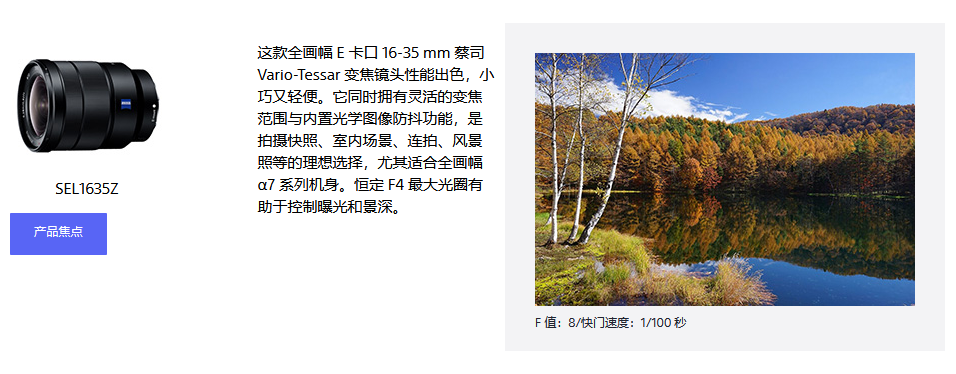 SEL1635Z
产品焦点
这款全画幅 E 卡口 16-35 mm 蔡司
Vario-Tessar 变焦镜头性能出色，小
巧又轻便。它同时拥有灵活的变焦
范围与内置光学图像防抖功能，是
拍摄快照、室内场景、连拍、风景
照等的理想选择，尤其适合全画幅
α7 系列机身。恒定 F4 最大光圈有
助于控制曝光和景深。
F 值：8/快门速度：1/100 秒